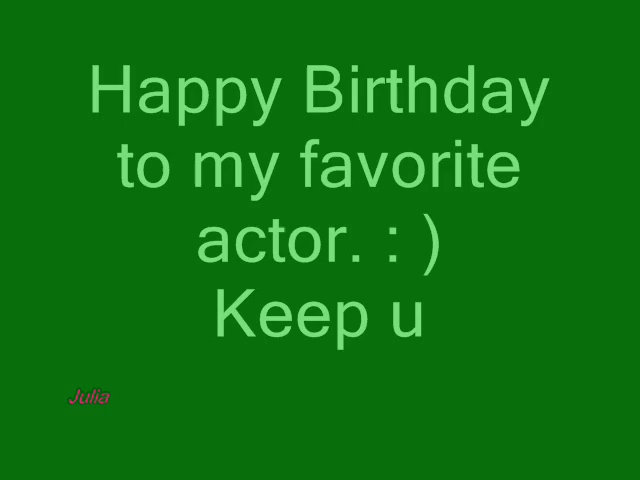 Happy Birthday
to my favorite
actor. : )
Keep u
Julia